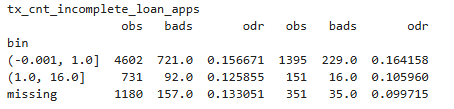 tx_cnt_incomplete_loan_apps
obs bads odr obs bads odr
bin
(-0.001, 1.0] 4602 721.0 0.156671 1395 229.0 0.164158
(1.0, 16.0] 731 92.0 0.125855 151 16.0 0.105960
missing 1180 157.0 0.133051 351 35.0 0.099715